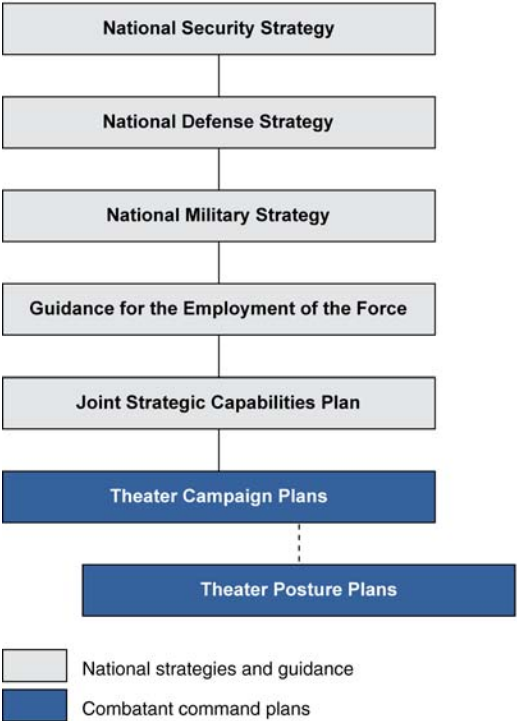 National Security Strategy
National Defense Strategy
National Military Strategy
Guidance for the Employment of the Force
Joint Strategic Capabilities Plan
Theater Campaign Plans
Theater Posture Plans
National strategies and guidance
Combatant command plans